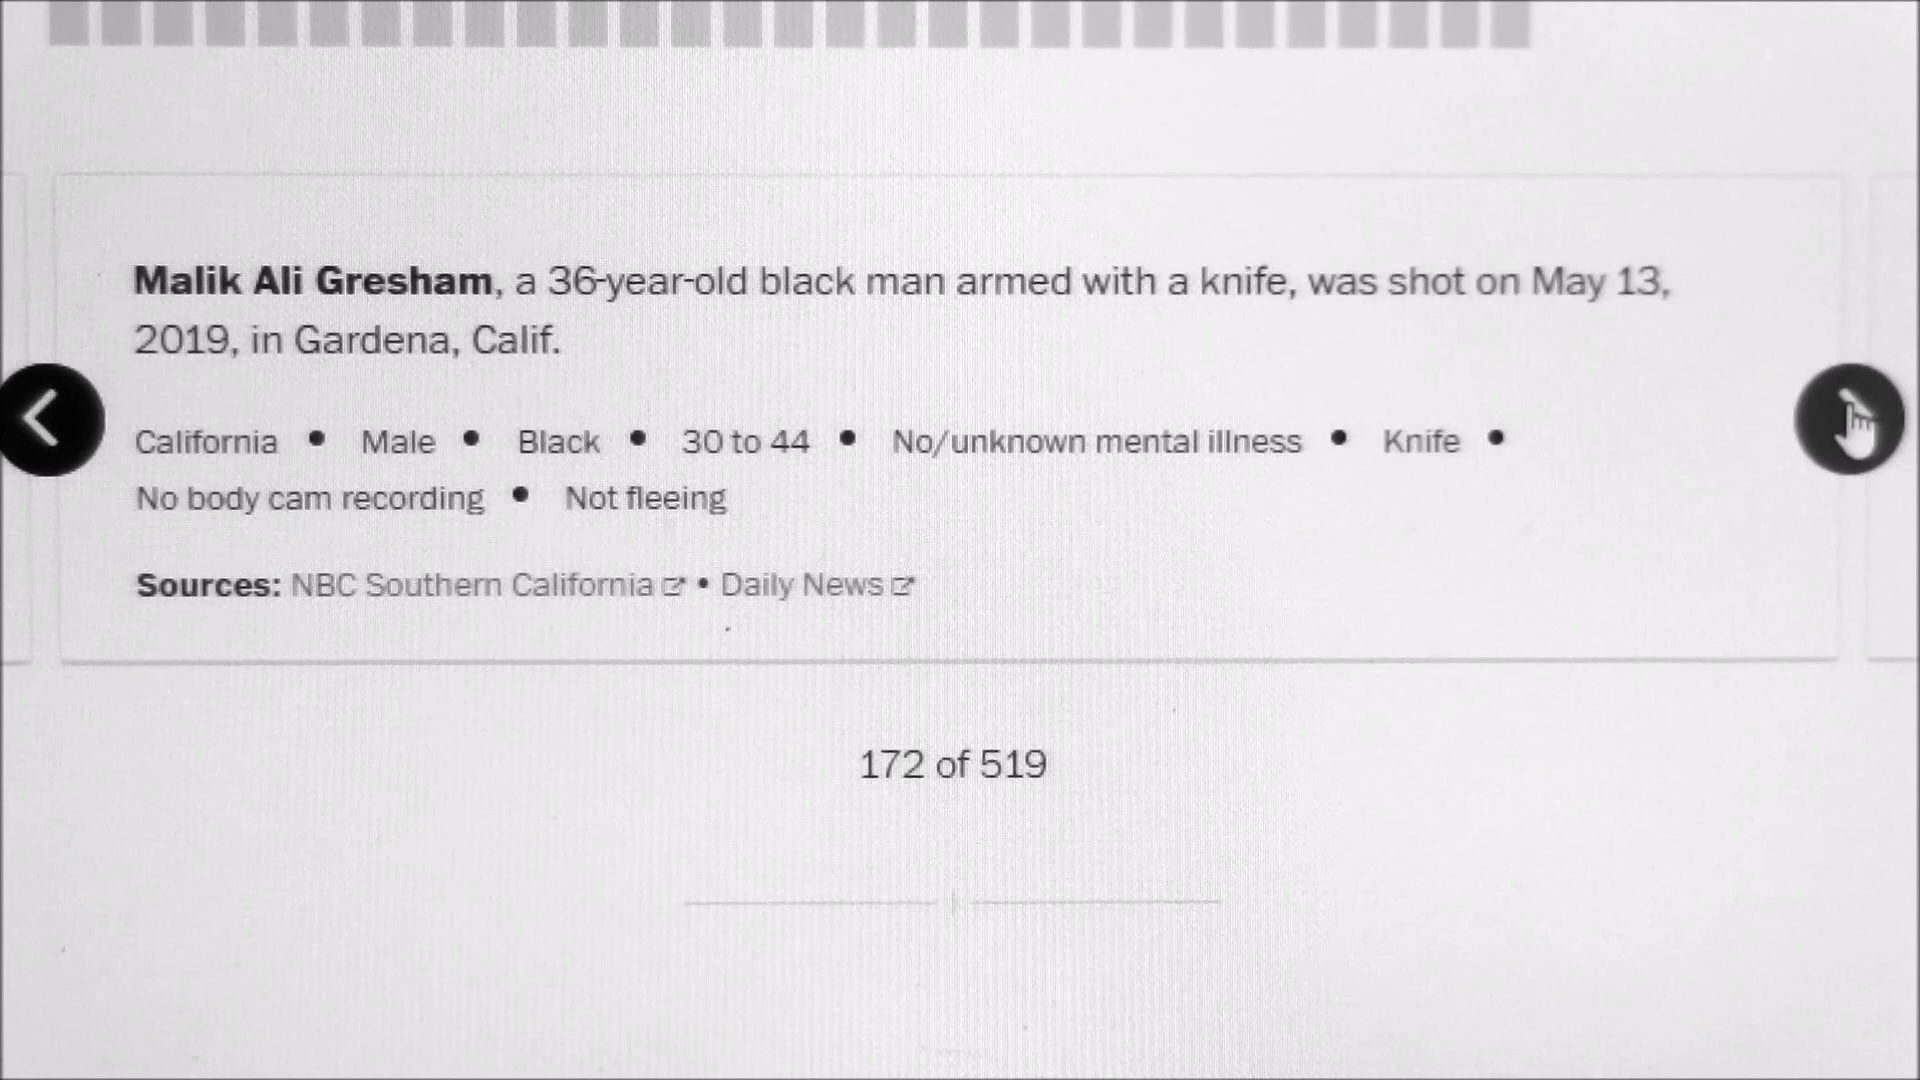 Malik Ali Gresham, a 36-year-old black man armed with a knife, was shot on May 13,
2019, in Gardena, Calif.
California • Male • Black • 30 to 44 • No/unknown mental illness • Knife •
No body cam recording • Not fleeing
Sources: NBC Southern California • Daily News
172 of 519